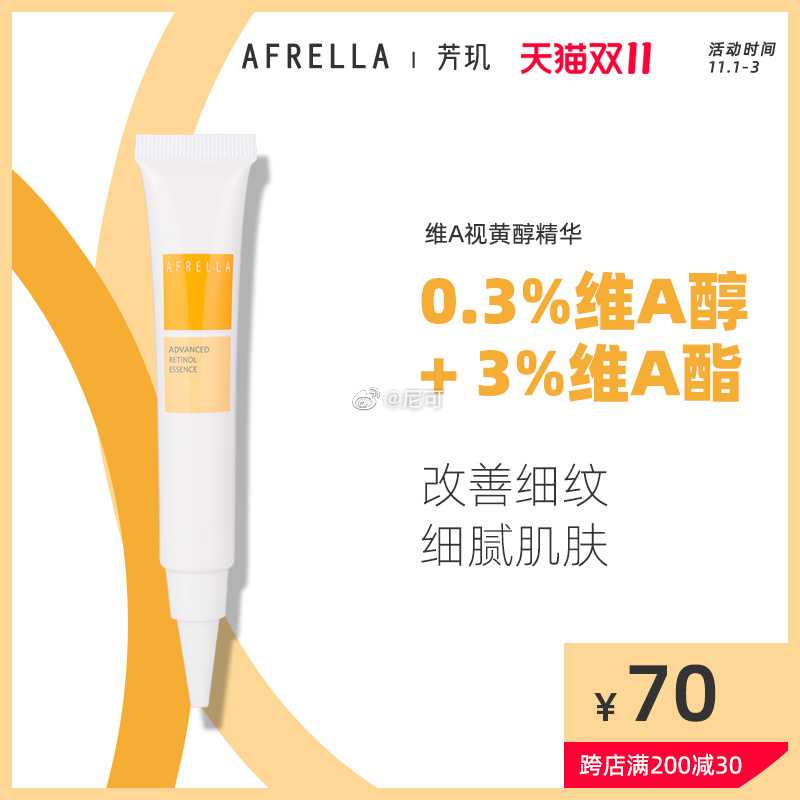 AFRELLA | 芳玑
天猫双11
活动时间
11.1-3
AFRELLA
ADVANCED
RETINOL
ESSENCE
维A视黄醇精华
0.3%维A醇
+ 3%维A酯
@尼可
改善细纹
细腻肌肤
¥70
跨店满200减30